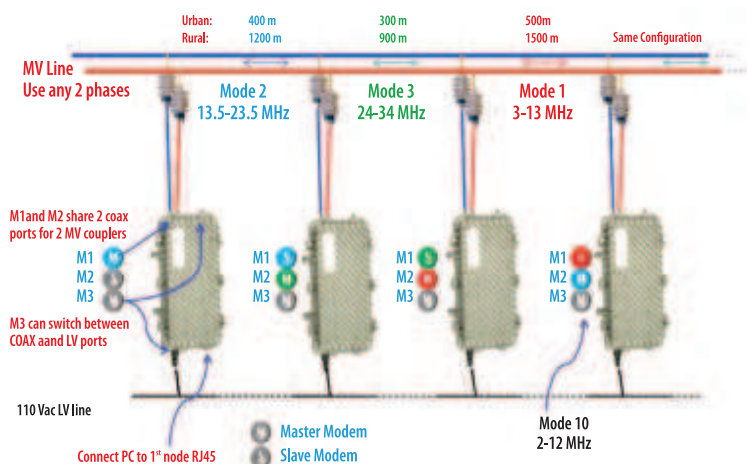 Urban: 400 m 300 m 500m
Rural: 1200 m 900 m 1500 m Same Configuration
MV Line
Use any 2 phases
Mode 2 Mode 3 Mode 1
13.5-23.5 MHz 24-34 MHz 3-13 MHz
M1and M2 share 2 coax
ports for 2 MV couplers
M1 M1 S M1 S M1
M2 M2 M M2 M2 M
M3 M3 M3 M3
M3 can switch between
COAX aand LV ports
110 Vac LV line
Mode 10
2-12 MHz
Connect PC to 1st node RJ45
Master Modem
Slave Modem